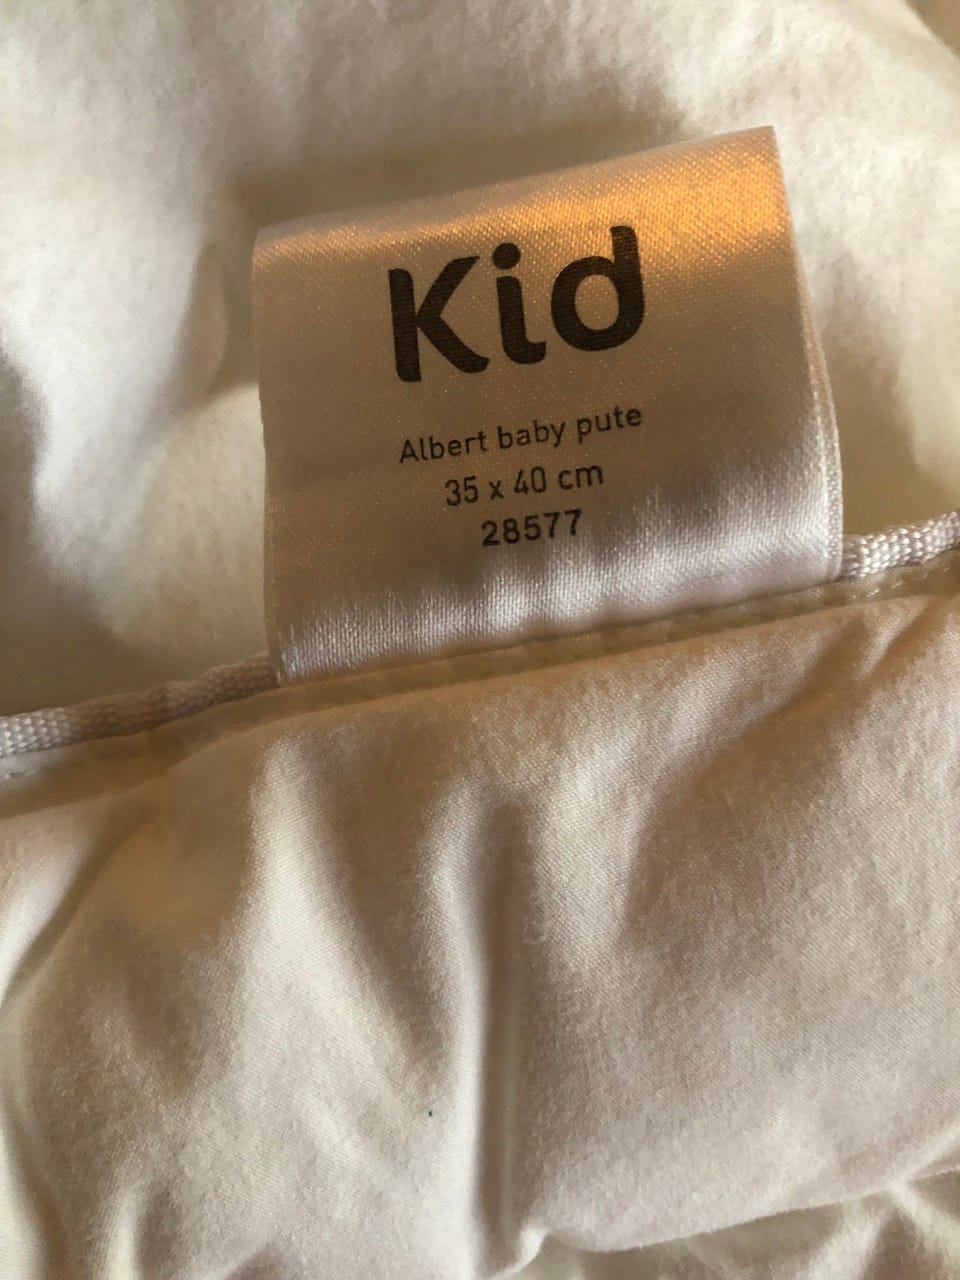 Kid
Albert baby pute
35 x 40 cm
28577